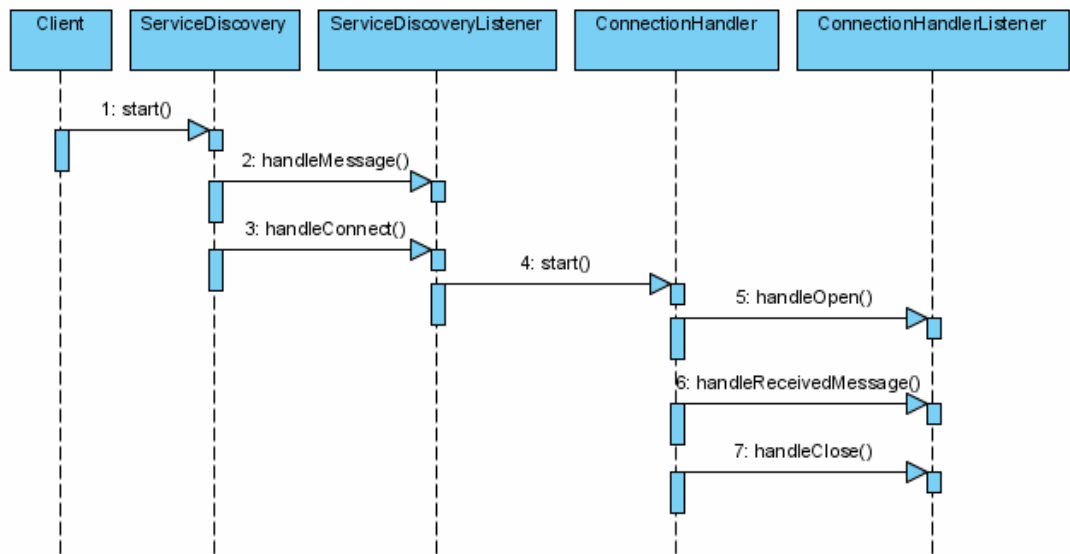 Client
ServiceDiscovery
ServiceDiscoveryListener
ConnectionHandler
ConnectionHandlerListener
1: start()
2: handleMessage()
3: handleConnect()
4: start()
5: handleOpen()
6: handleReceivedMessage()
7: handleClose()